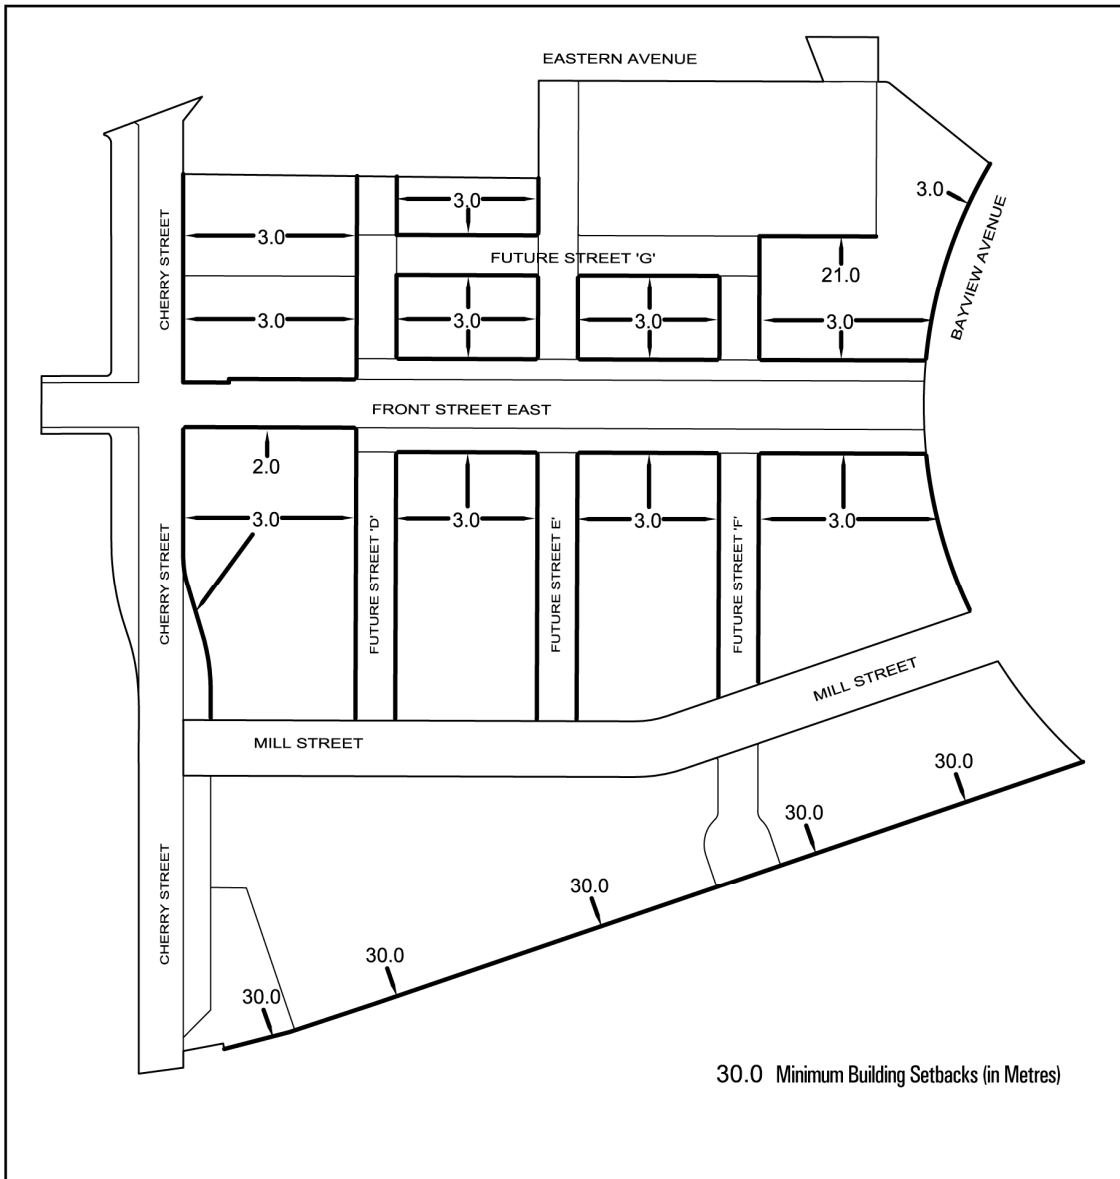 EASTERN AVENUE
3.0
3.0
CHERRY STREET
3.0
BAYVIEW AVENUE
FUTURE STREET 'G'
21.0
3.0
3.0
3.0
3.0
FRONT STREET EAST
2.0
3.0
3.0
3.0
3.0
CHERRY STREET
FUTURE STREET 'D'
FUTURE STREET E'
FUTURE STREET 'F'
MILL STREET
MILL STREET
30.0
30.0
30.0
CHERRY STREET
30.0
30.0
30.0 Minimum Building Setbacks (in Metres)